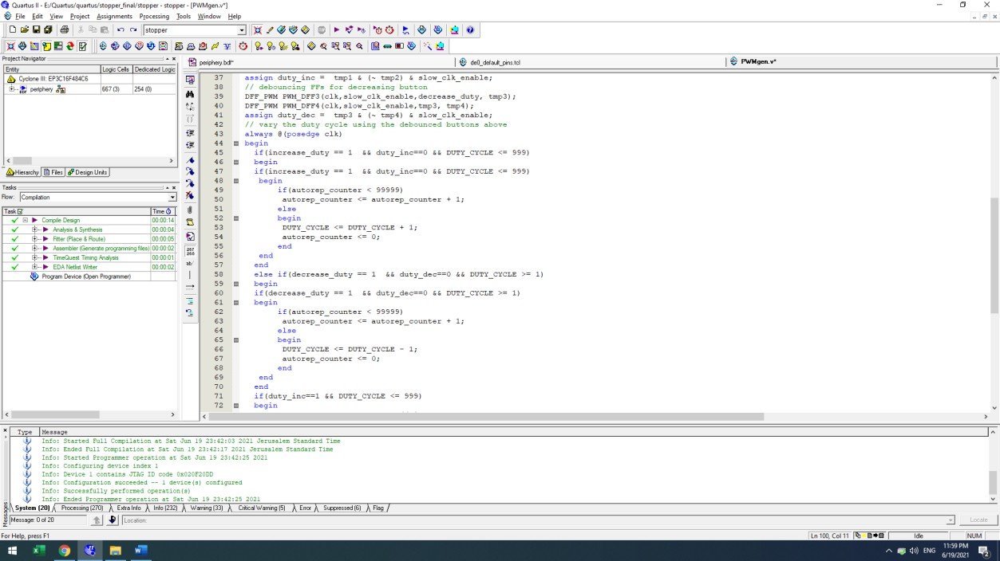 Quartus II - E:/Quartus/quartus/stopper_final/stopper - stopper - [PWMgen.v*]
File Edit View Project Assignments Processing Tools Window Help
stopper
Project Navigator
Entity Logic Cells Dedicated Logic
Cyclone III: EP3C16F484C6
periphery 667 (3) 254 (0)
Hierarchy Files Design Units
Tasks
Flow: Compilation
Task Time
Compile Design 00:00:14
Analysis & Synthesis 00:00:04
Fitter (Place & Route) 00:00:05
Assembler (Generate programming files) 00:00:02
TimeQuest Timing Analysis 00:00:01
EDA Netlist Writer 00:00:02
Program Device (Open Programmer)
periphery.bdf* de0_default_pins.tcl PWMgen.v*
267
268
ab/
37 assign duty_inc =  tmp1 & (~ tmp2) & slow_clk_enable;
38 // debouncing FFs for decreasing button
39 DFF_PWM PWM_DFF3(clk,slow_clk_enable,decrease_duty, tmp3);
40 DFF_PWM PWM_DFF4(clk,slow_clk_enable,tmp3, tmp4);
41 assign duty_dec =  tmp3 & (~ tmp4) & slow_clk_enable;
42 // vary the duty cycle using the debounced buttons above
43 always @(posedge clk)
44 begin
45 if(increase_duty == 1  && duty_inc==0 && DUTY_CYCLE <= 999)
46 begin
47 if(increase_duty == 1  && duty_inc==0 && DUTY_CYCLE <= 999)
48 begin
49 if(autorep_counter < 99999)
50 autorep_counter <= autorep_counter + 1;
51 else
52 begin
53 DUTY_CYCLE <= DUTY_CYCLE + 1;
54 autorep_counter <= 0;
55 end
56 end
57 end
58 else if(decrease_duty == 1  && duty_dec==0 && DUTY_CYCLE >= 1)
59 begin
60 if(decrease_duty == 1  && duty_dec==0 && DUTY_CYCLE >= 1)
61 begin
62 if(autorep_counter < 99999)
63 autorep_counter <= autorep_counter + 1;
64 else
65 begin
66 DUTY_CYCLE <= DUTY_CYCLE - 1;
67 autorep_counter <= 0;
68 end
69 end
70 end
71 if(duty_inc==1 && DUTY_CYCLE <= 999)
72 begin
Type Message
Info: Started Full Compilation at Sat Jun 19 23:42:03 2021 Jerusalem Standard Time
Info: Ended Full Compilation at Sat Jun 19 23:42:17 2021 Jerusalem Standard Time
Info: Started Programmer operation at Sat Jun 19 23:42:25 2021
Info: Configuring device index 1
Info: Device 1 contains JTAG ID code 0x020F20DD
Info: Configuration succeeded -- 1 device(s) configured
Info: Successfully performed operation(s)
Info: Ended Programmer operation at Sat Jun 19 23:42:25 2021
System (20) Processing (270) Extra Info Info (232) Warning (33) Critical Warning (5) Error Suppressed (6) Flag
Messages
Message: 0 of 20 Location: Locate
For Help, press F1 Ln 100, Col 11 Idle NUM
ENG 11:59 PM
6/19/2021
2